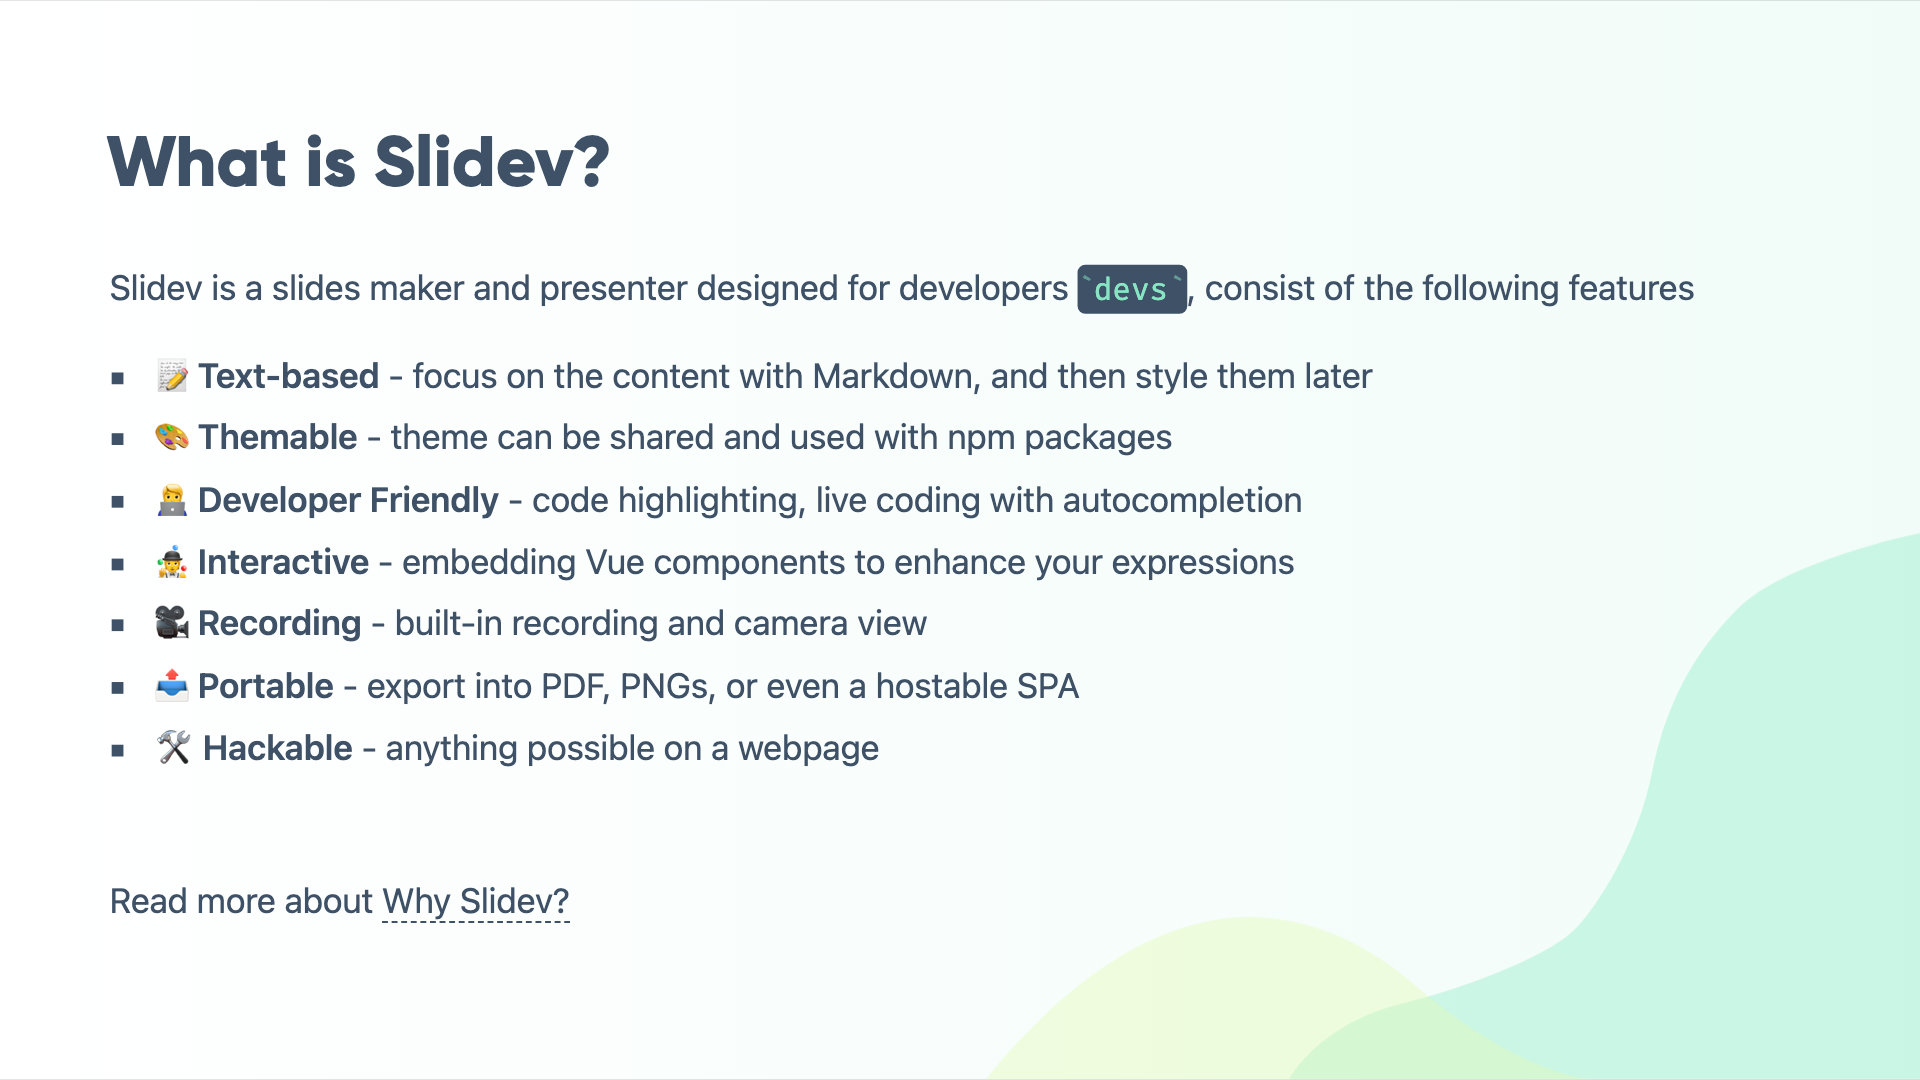 What is Slidev?
Slidev is a slides maker and presenter designed for developers `devs`, consist of the following features
▪ 📝 Text-based - focus on the content with Markdown, and then style them later
▪ 🎨 Themable - theme can be shared and used with npm packages
▪ 🧑‍💻 Developer Friendly - code highlighting, live coding with autocompletion
▪ 🤹 Interactive - embedding Vue components to enhance your expressions
▪ 🎥 Recording - built-in recording and camera view
▪ 📤 Portable - export into PDF, PNGs, or even a hostable SPA
▪ 🛠 Hackable - anything possible on a webpage
Read more about Why Slidev?